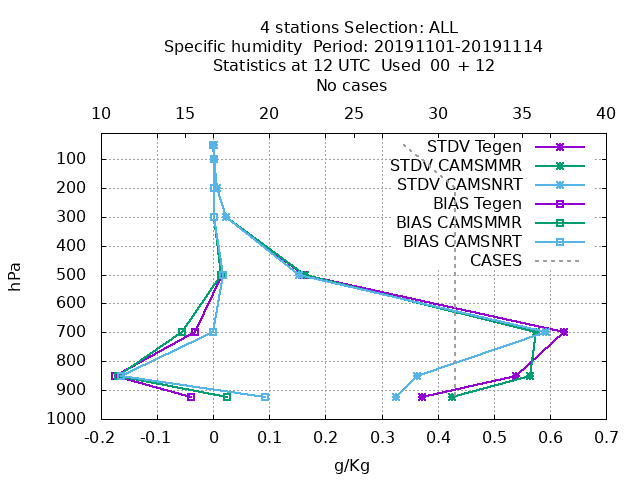 4 stations Selection: ALL
Specific humidity  Period: 20191101-20191114
Statistics at 12 UTC  Used  00 + 12
No cases
10 15 20 25 30 35 40
STDV Tegen
STDV CAMSMMR
STDV CAMSNRT
BIAS Tegen
BIAS CAMSMMR
BIAS CAMSNRT
CASES
100
200
300
400
500
600
700
800
900
1000
hPa
-0.2 -0.1 0 0.1 0.2 0.3 0.4 0.5 0.6 0.7
g/Kg